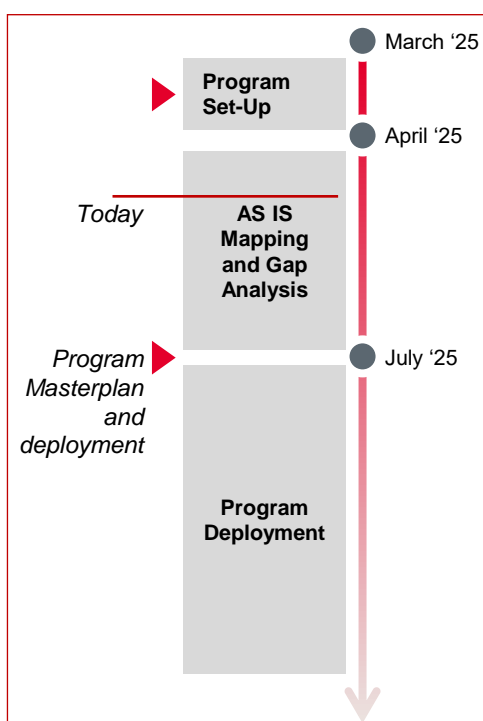 March ‘25
Program
Set-Up
April ‘25
Today
AS IS
Mapping
and Gap
Analysis
Program
Masterplan
and
deployment
July ‘25
Program
Deployment